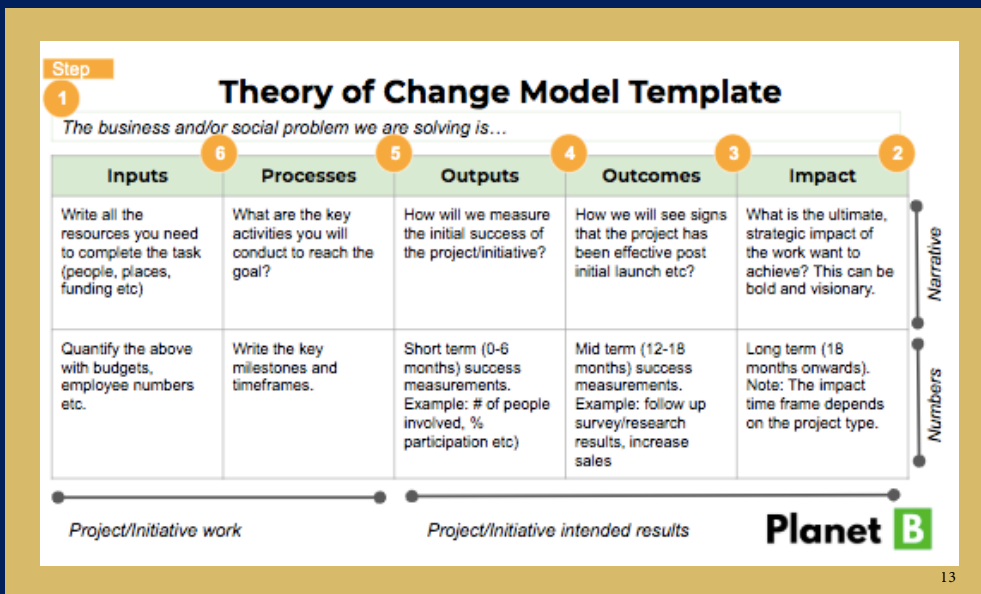 Step
1
Theory of Change Model Template
The business and/or social problem we are solving is...
6
5
4
3
2
Inputs
Processes
Outputs
Outcomes
Impact
Write all the
resources you need
to complete the task
(people, places,
funding etc)
What are the key
activities you will
conduct to reach the
goal?
How will we measure
the initial success of
the project/initiative?
How we will see signs
that the project has
been effective post
initial launch etc?
What is the ultimate,
strategic impact of
the work want to
achieve? This can be
bold and visionary.
Narrative
Quantify the above
with budgets,
employee numbers
etc.
Write the key
milestones and
timeframes.
Short term (0-6
months) success
measurements.
Example: # of people
involved, %
participation etc)
Mid term (12-18
months) success
measurements.
Example: follow up
survey/research
results, increase
sales
Long term (18
months onwards).
Note: The impact
time frame depends
on the project type.
Numbers
Project/Initiative work
Project/Initiative intended results
Planet B
13